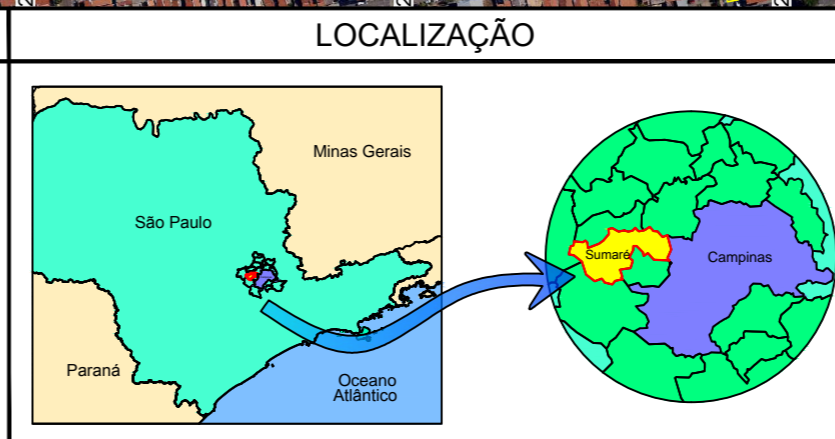 LOCALIZAÇÃO
Minas Gerais
São Paulo
Sumaré
Campinas
Paraná
Oceano
Atlântico